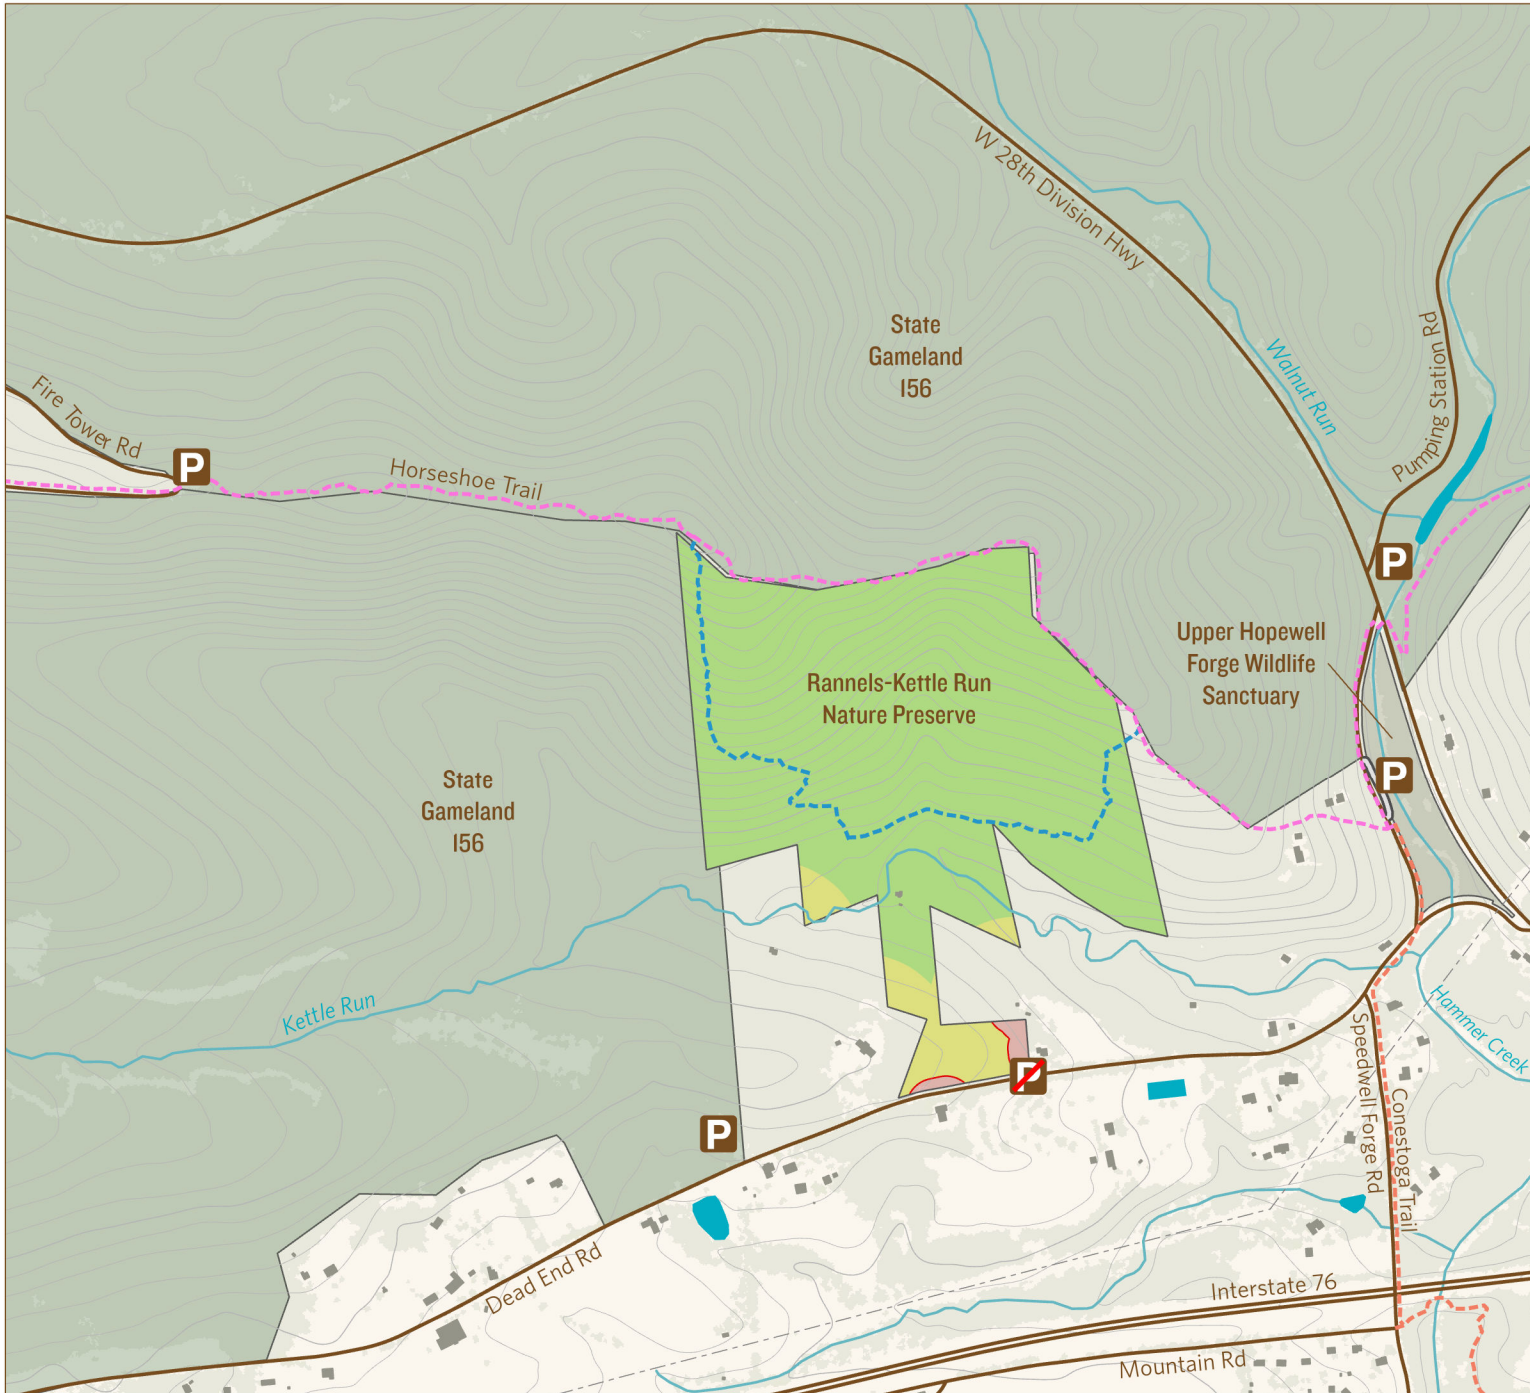 W 28th Division Hwy
State
Gameland
156
Walnut Run
Pumping Station Rd
Fire Tower Rd
P
Horseshoe Trail
P
Upper Hopewell
Forge Wildlife
Sanctuary
Rannels-Kettle Run
Nature Preserve
State
Gameland
156
P
Kettle Run
Hammer Creek
P
P
Speedwell Forge Rd
Conestoga Trail
Dead End Rd
Interstate 76
Mountain Rd